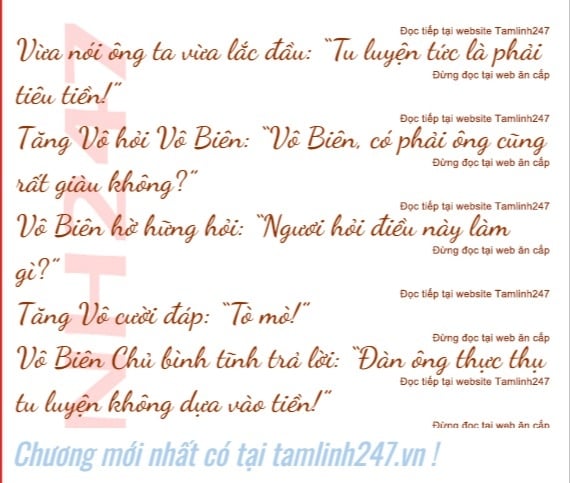 Đọc tiếp tại website Tamlinh247
Vừa nói ông ta vừa lắc đầu: “Tu luyện tức là phải
Đừng đọc tại web ăn cắp
tiêu tiền!”
Đọc tiếp tại website Tamlinh247
Tăng Vô hỏi Vô Biên: “Vô Biên, có phải ông cũng
Đừng đọc tại web ăn cắp
rất giàu không?”
Đọc tiếp tại website Tamlinh247
Vô Biên hờ hững hỏi: “Ngươi hỏi điều này làm
Đừng đọc tại web ăn cắp
gì?”
Đọc tiếp tại website Tamlinh247
Tăng Vô cười đáp: “Tò mò!”
Đừng đọc tại web ăn cắp
Vô Biên Chủ bình tĩnh trả lời: “Đàn ông thực thụ
Đọc tiếp tại website Tamlinh247
tu luyện không dựa vào tiền!”
Đừng đọc tại web ăn cắp
Chương mới nhất có tại tamlinh247.vn !
NH247